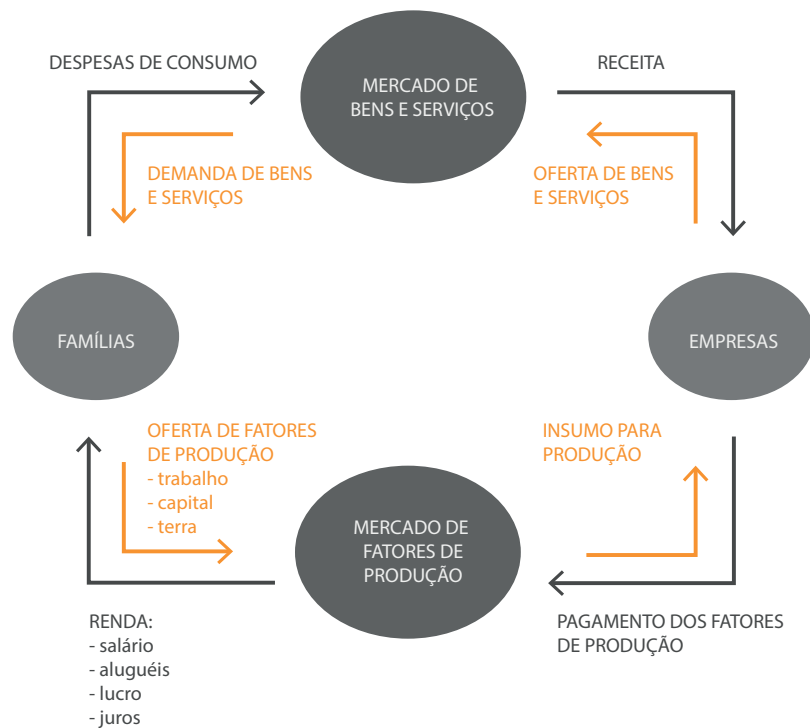 DESPESAS DE CONSUMO
MERCADO DE
BENS E SERVIÇOS
RECEITA
DEMANDA DE BENS
E SERVIÇOS
OFERTA DE BENS
E SERVIÇOS
FAMÍLIAS
EMPRESAS
OFERTA DE FATORES
DE PRODUÇÃO
- trabalho
- capital
- terra
INSUMO PARA
PRODUÇÃO
MERCADO DE
FATORES DE
PRODUÇÃO
RENDA:
- salário
- aluguéis
- lucro
- juros
PAGAMENTO DOS FATORES
DE PRODUÇÃO